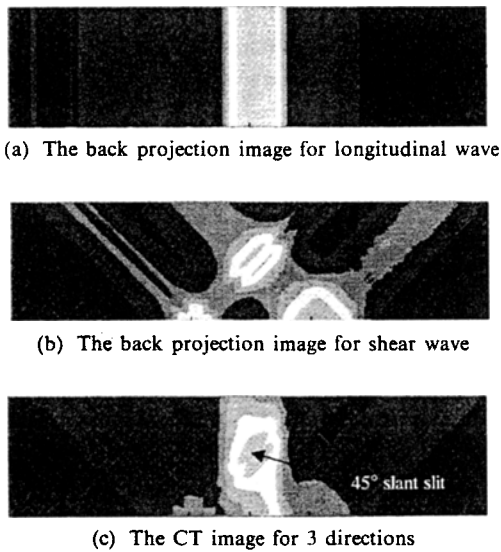 (a) The back projection image for longitudinal wave
(b) The back projection image for shear wave
45° slant slit
(c) The CT image for 3 directions